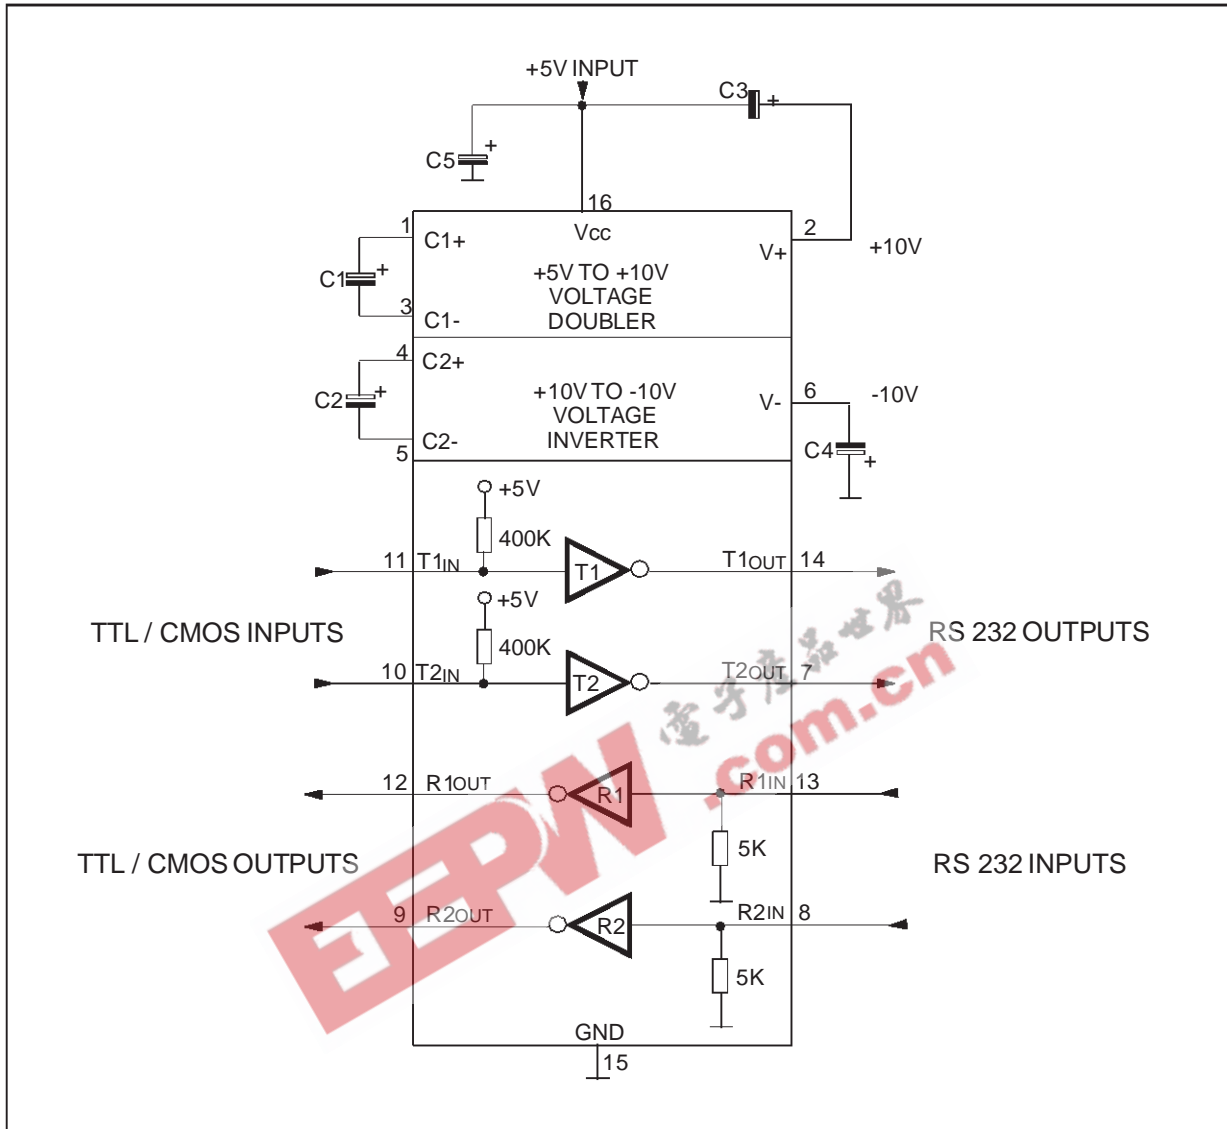 +5V INPUT
C3
+
C5
+
16
1
C1+
Vcc
2
V+
+10V
C1
+
+5V TO +10V
VOLTAGE
DOUBLER
3
C1-
4
C2+
C2
+
+10V TO -10V
VOLTAGE
INVERTER
V-
6
-10V
C2-
5
C4
+
+5V
400K
11
T1IN
T1
T1OUT
14
+5V
400K
TTL / CMOS INPUTS
RS 232 OUTPUTS
10
T2IN
T2
T2OUT
7
電子產品世界
.com.cn
EEPW
12
R1OUT
R1
R1IN
13
5K
TTL / CMOS OUTPUTS
RS 232 INPUTS
9
R2OUT
R2
R2IN
8
5K
GND
15